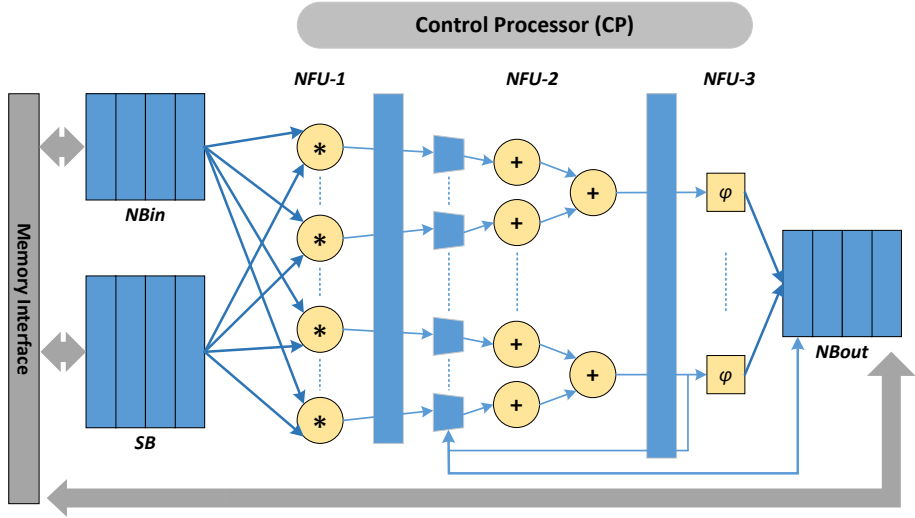 Control Processor (CP)
NFU-1
NFU-2
NFU-3
Memory Interface
NBin
SB
*
*
*
*
+
+
+
+
+
+
φ
φ
NBout